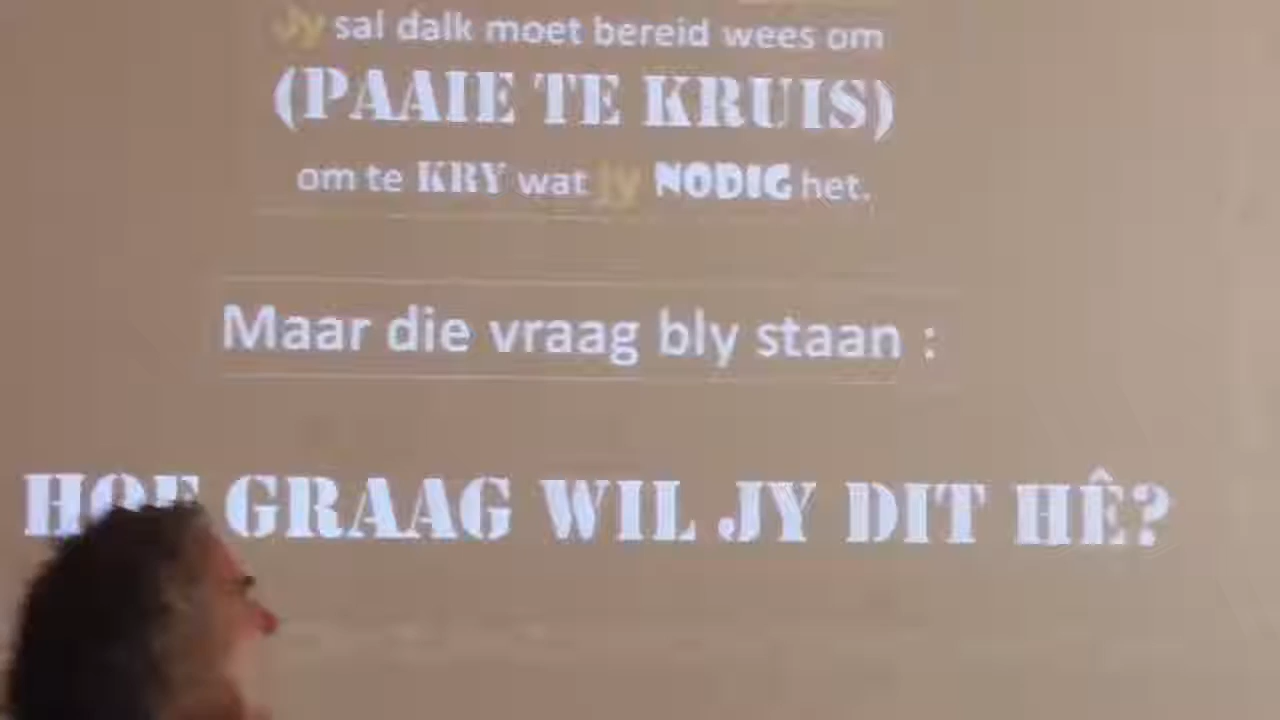 Jy sal dalk moet bereid wees om
(PAAIE TE KRUIS)
om te KRY wat jy NODIG het.
Maar die vraag bly staan :
HOE GRAAG WIL JY DIT HÊ?